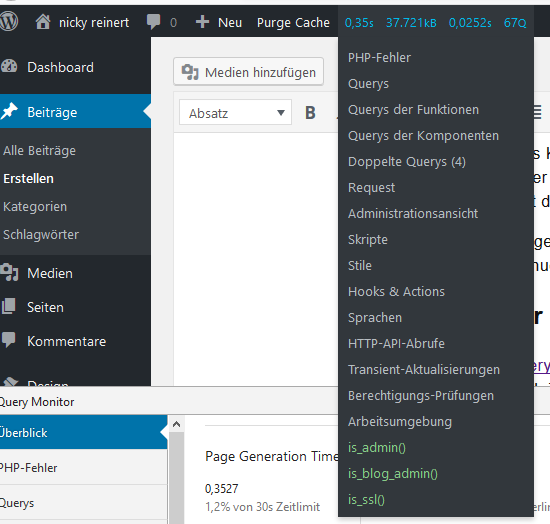 nicky reinert
0
+ Neu
Purge Cache
0,35s 37.721kB 0,0252s 67Q
Dashboard
Beiträge
Alle Beiträge
Erstellen
Kategorien
Schlagwörter
Medien
Seiten
Kommentare
Design
Medien hinzufügen
Absatz
B
PHP-Fehler
Querys
Querys der Funktionen
Querys der Komponenten
Doppelte Querys (4)
Request
Administrationsansicht
Skripte
Stile
Hooks & Actions
Sprachen
HTTP-API-Abrufe
Transient-Aktualisierungen
Berechtigungs-Prüfungen
Arbeitsumgebung
is_admin()
is_blog_admin()
is_ssl()
Query Monitor
Überblick
PHP-Fehler
Querys
Page Generation Time
0,3527
1,2% von 30s Zeitlimit